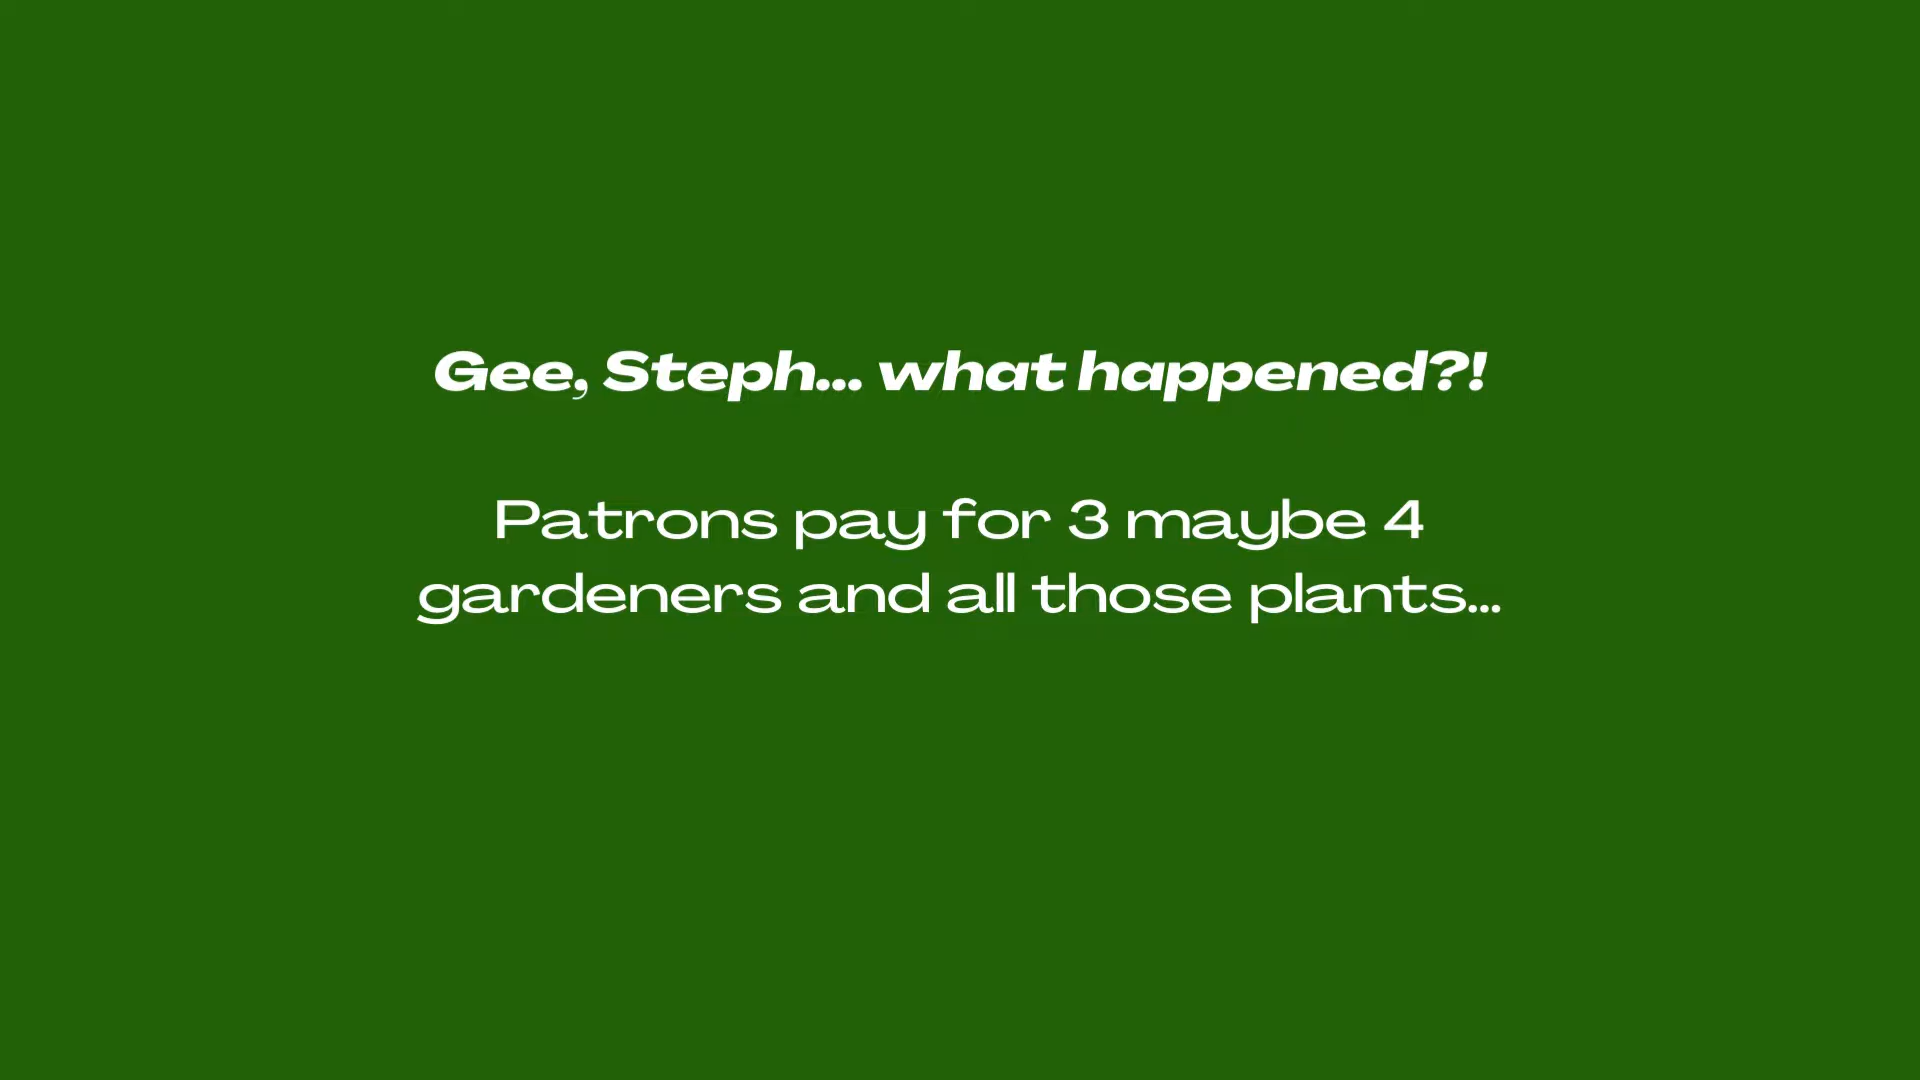 Gee, Steph... what happened?!
Patrons pay for 3 maybe 4
gardeners and all those plants...